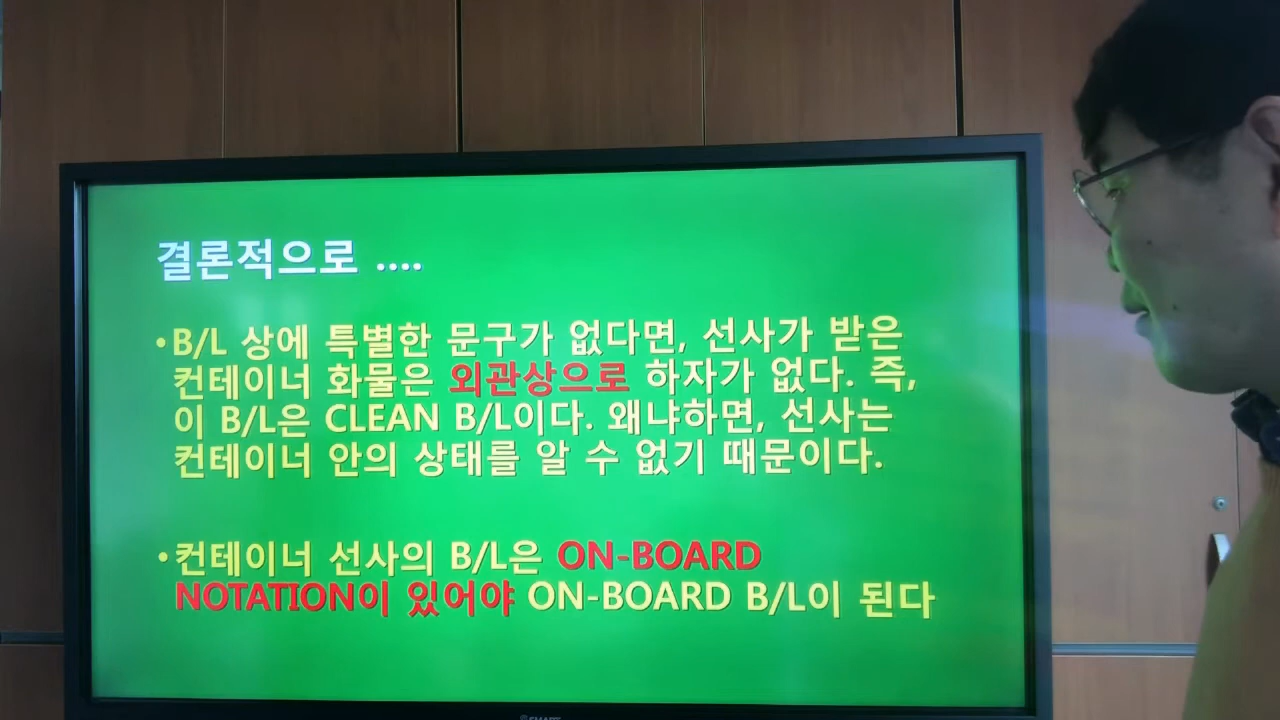 결론적으로 ....
•B/L 상에 특별한 문구가 없다면, 선사가 받은
컨테이너 화물은 외관상으로 하자가 없다. 즉,
이 B/L은 CLEAN B/L이다. 왜냐하면, 선사는
컨테이너 안의 상태를 알 수 없기 때문이다.
•컨테이너 선사의 B/L은 ON-BOARD
NOTATION이 있어야 ON-BOARD B/L이 된다